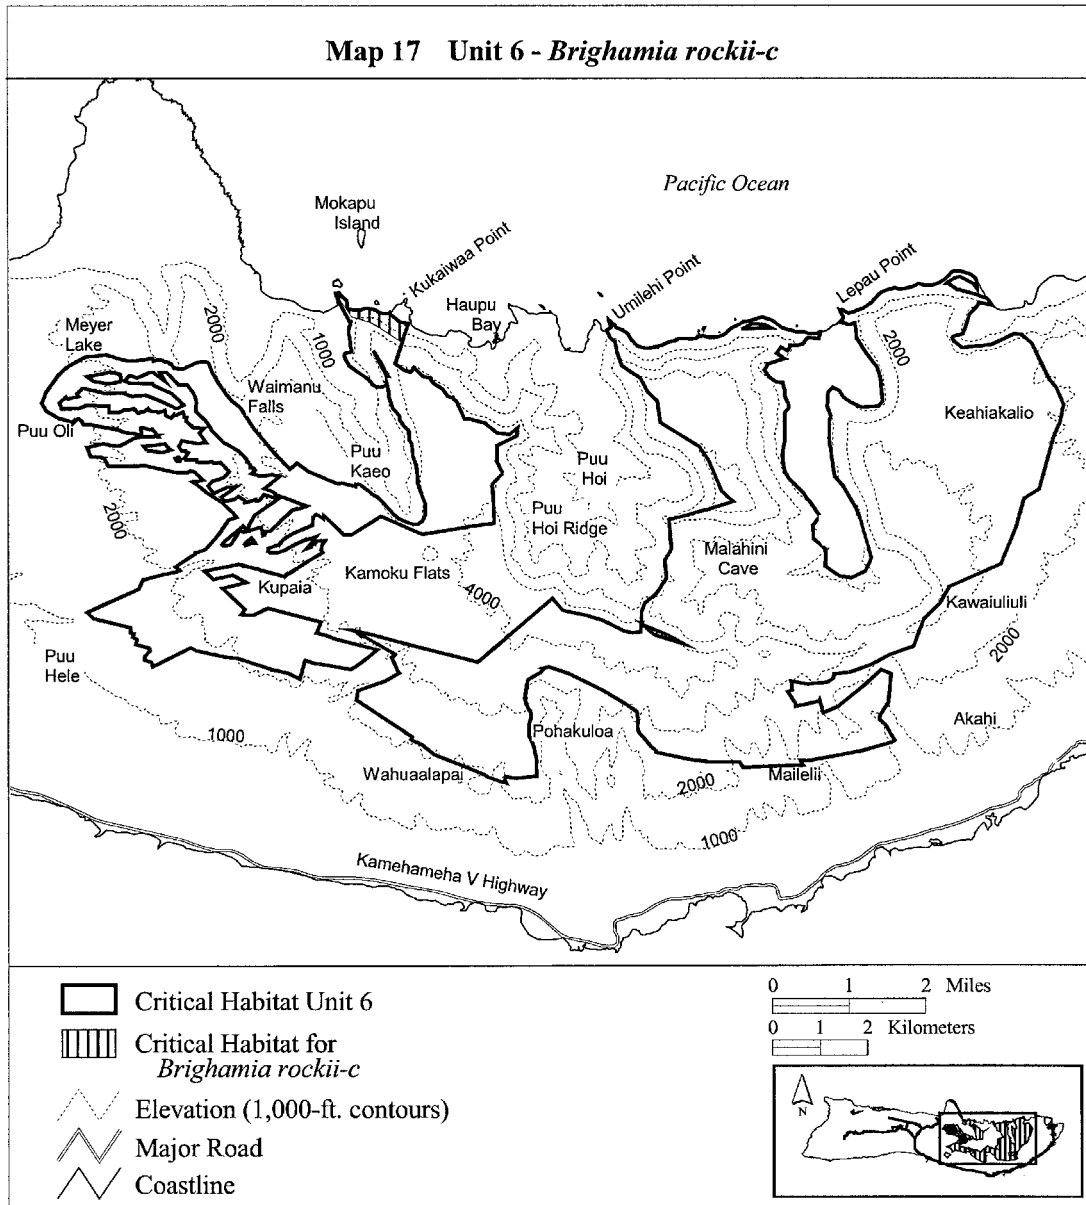 Map 17 Unit 6 - Brighamia rockii-c
Pacific Ocean
Mokapu
Island
Kukaiwaa Point
Haupu
Bay
Umilehi Point
Lepau Point
Meyer
Lake
2000
1000
2000
Waimanu
Falls
Keahiakalio
Puu Oli
Puu
Kaeo
Puu
Hoi
Puu
Hoi Ridge
2000
Malahini
Cave
Kupaia
Kamoku Flats
4000
Kawaiuliuli
2000
Puu
Hele
1000
Pohakuloa
Akahi
Wahuaalapai
2000
Mailelii
1000
Kamehameha V Highway
Critical Habitat Unit 6
Critical Habitat for
Brighamia rockii-c
Elevation (1,000-ft. contours)
Major Road
Coastline
0 1 2 Miles
0 1 2 Kilometers
N